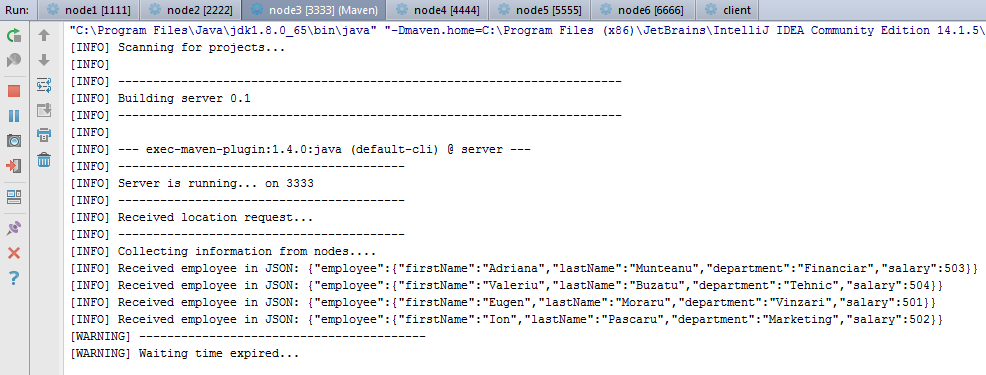 Run: node1 [1111] node2 [2222] node3 [3333] (Maven) node4 [4444] node5 [5555] node6 [6666] client
"C:\Program Files\Java\jdk1.8.0_65\bin\java" "-Dmaven.home=C:\Program Files (x86)\JetBrains\IntelliJ IDEA Community Edition 14.1.5\
[INFO] Scanning for projects...
[INFO]
[INFO] ------------------------------------------------------------------------
[INFO] Building server 0.1
[INFO] ------------------------------------------------------------------------
[INFO]
[INFO] --- exec-maven-plugin:1.4.0:java (default-cli) @ server ---
[INFO] -----------------------------------------
[INFO] Server is running... on 3333
[INFO] -----------------------------------------
[INFO] Received location request...
[INFO] -----------------------------------------
[INFO] Collecting information from nodes....
[INFO] Received employee in JSON: {"employee":{"firstName":"Adriana","lastName":"Munteanu","department":"Financiar","salary":503}}
[INFO] Received employee in JSON: {"employee":{"firstName":"Valeriu","lastName":"Buzatu","department":"Tehnic","salary":504}}
[INFO] Received employee in JSON: {"employee":{"firstName":"Eugen","lastName":"Moraru","department":"Vinzari","salary":501}}
[INFO] Received employee in JSON: {"employee":{"firstName":"Ion","lastName":"Pascaru","department":"Marketing","salary":502}}
[WARNING] -----------------------------------------
[WARNING] Waiting time expired...